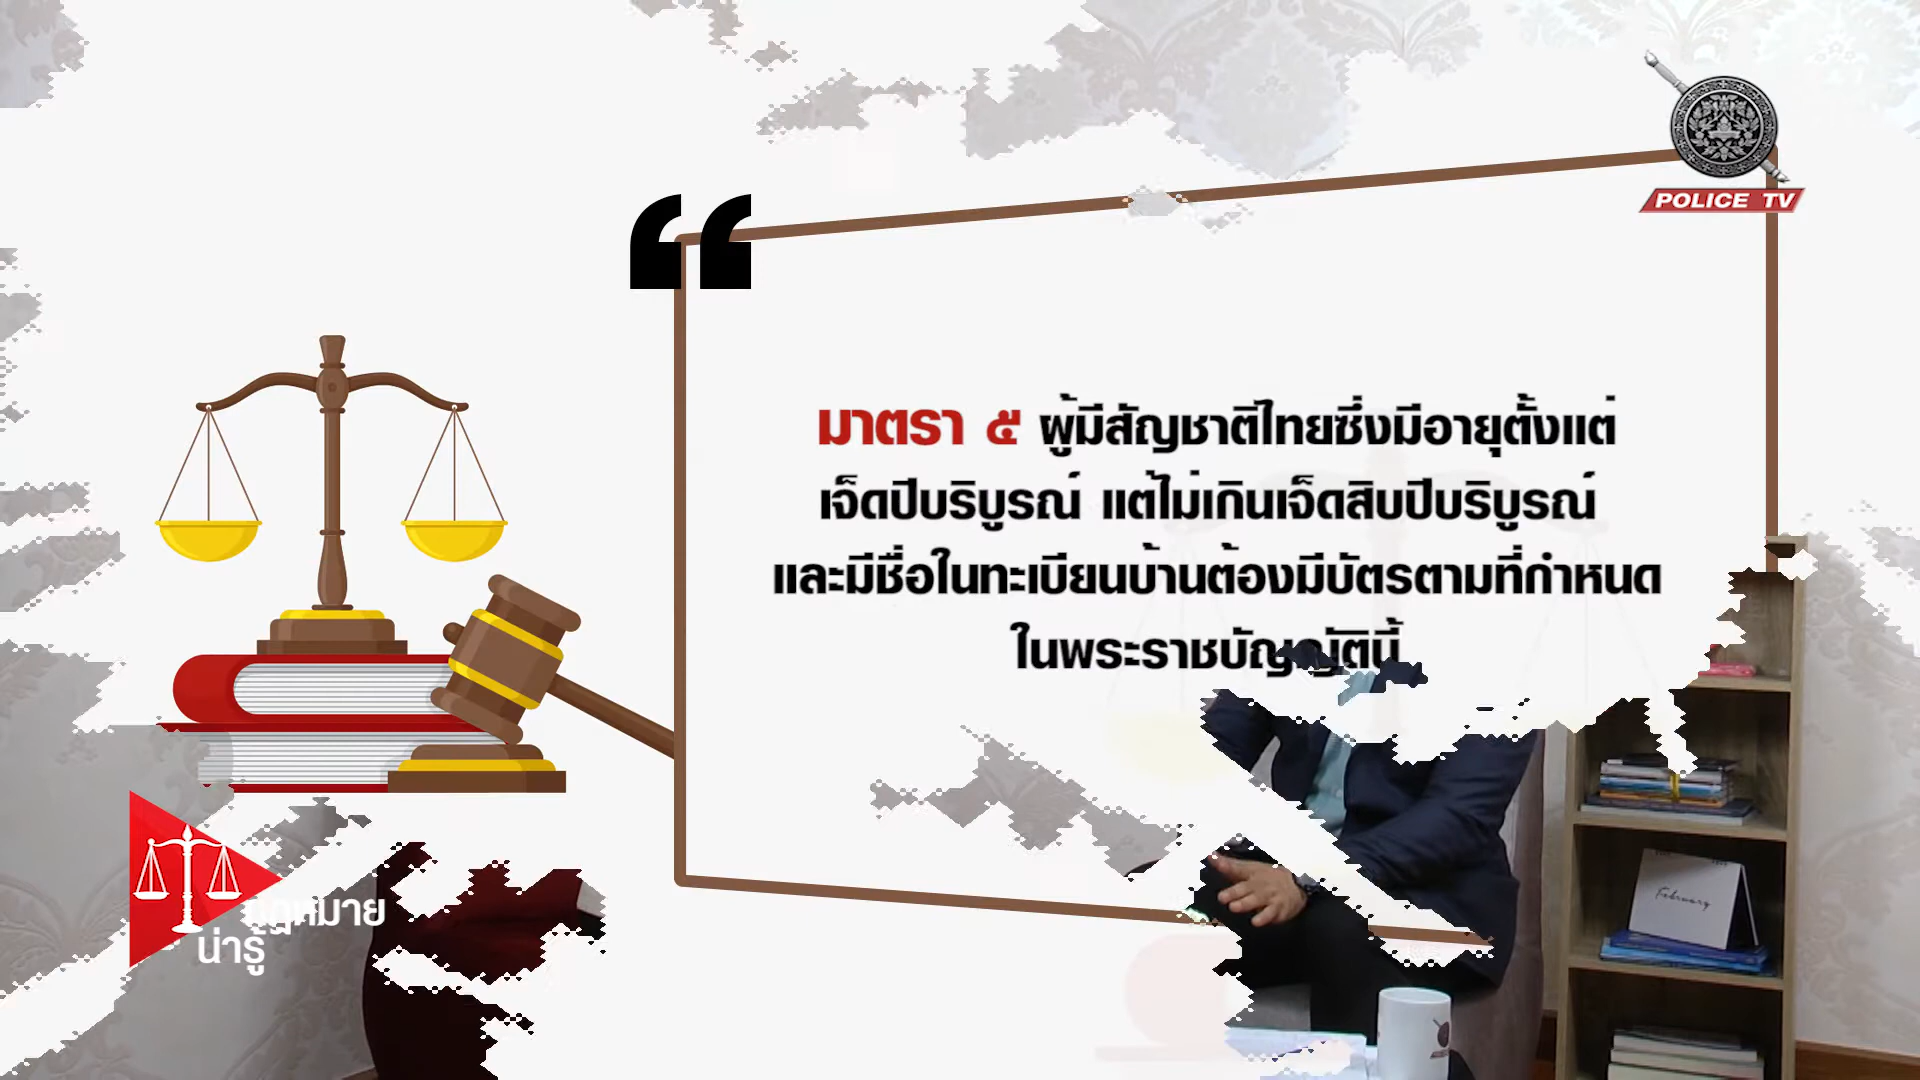 POLICE TV
มาตรา ๕ ผู้มีสัญชาติไทยซึ่งมีอายุตั้งแต่
เจ็ดปีบริบูรณ์ แต่ไม่เกินเจ็ดสิบปีบริบูรณ์
และมีชื่อในทะเบียนบ้านต้องมีบัตรตามที่กำหนด
ในพระราชบัญญัตินี้
กฎหมาย
น่ารู้
February